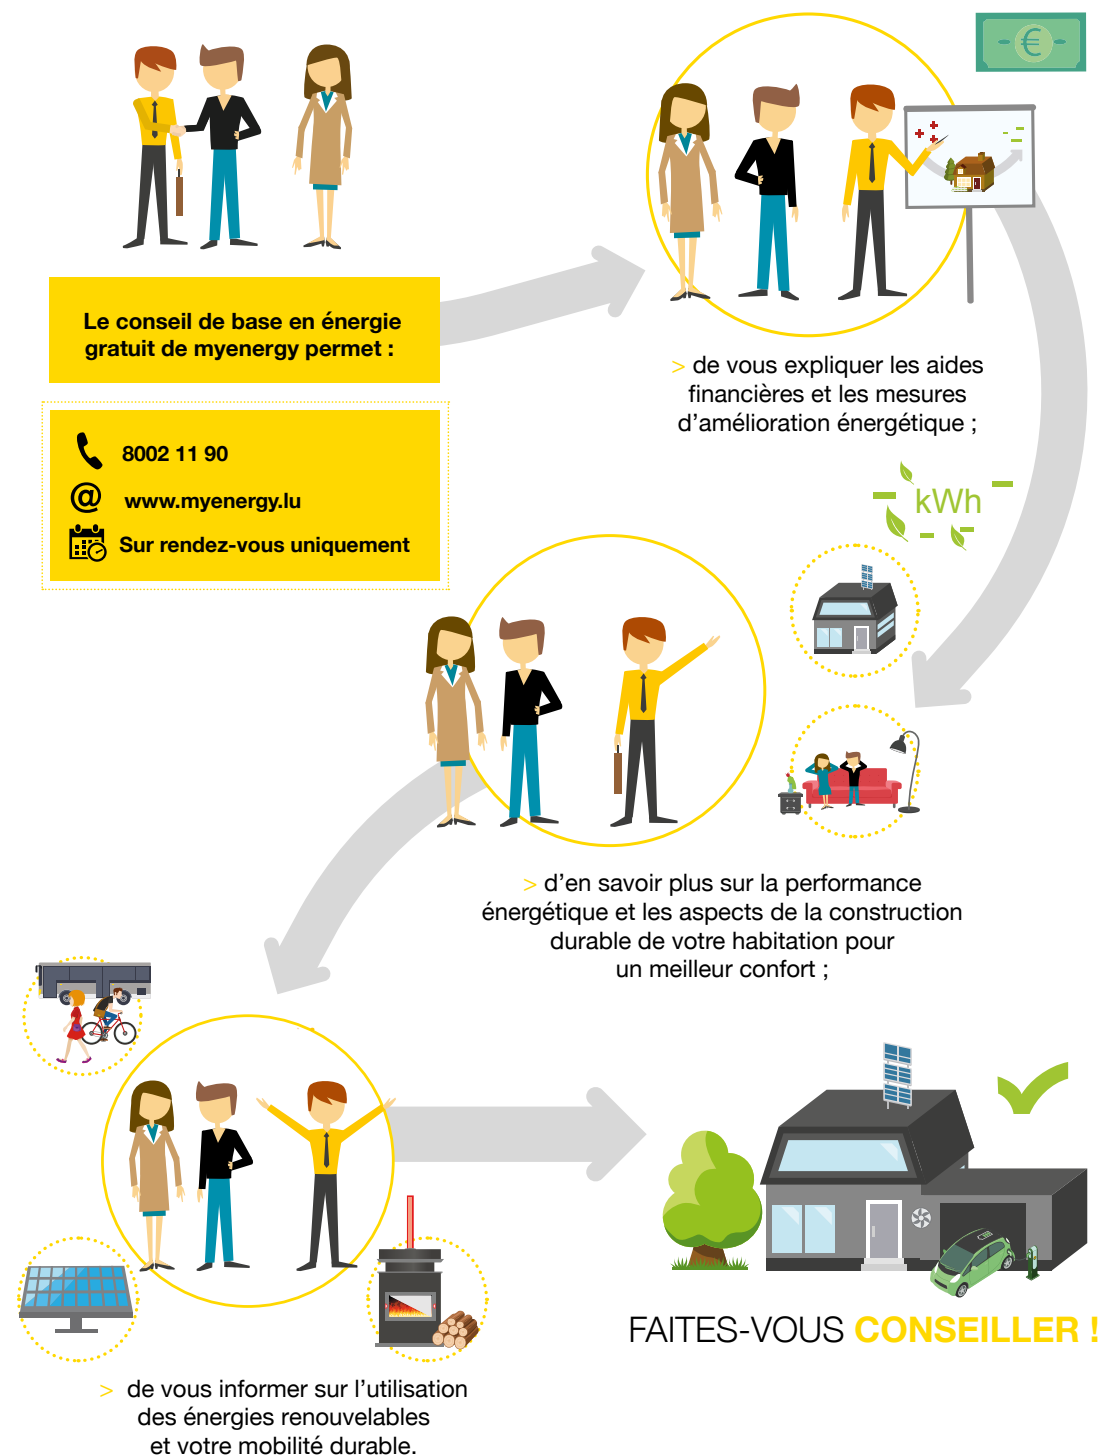 Le conseil de base en énergie
gratuit de myenergy permet :
8002 11 90
@ www.myenergy.lu
Sur rendez-vous uniquement
€
> de vous expliquer les aides
financières et les mesures
d’amélioration énergétique ;
kWh
> d’en savoir plus sur la performance
énergétique et les aspects de la construction
durable de votre habitation pour
un meilleur confort ;
> de vous informer sur l’utilisation
des énergies renouvelables
et votre mobilité durable.
FAITES-VOUS CONSEILLER !